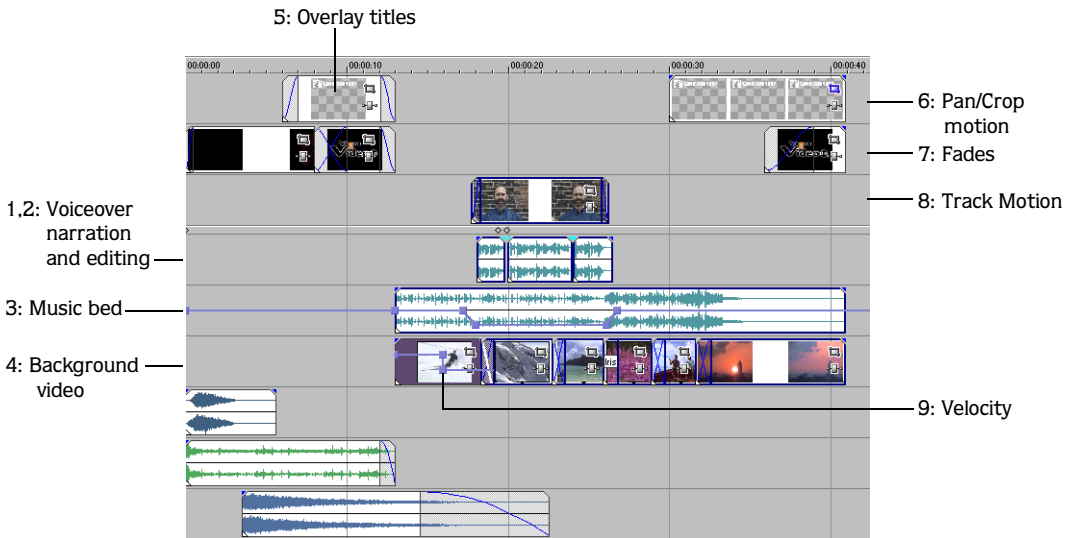 5: Overlay titles
00:00:00
00:00:10
00:00:20
00:00:30
00:00:40
6: Pan/Crop
motion
7: Fades
8: Track Motion
1,2: Voiceover
narration
and editing
3: Music bed
4: Background
video
Iris
9: Velocity